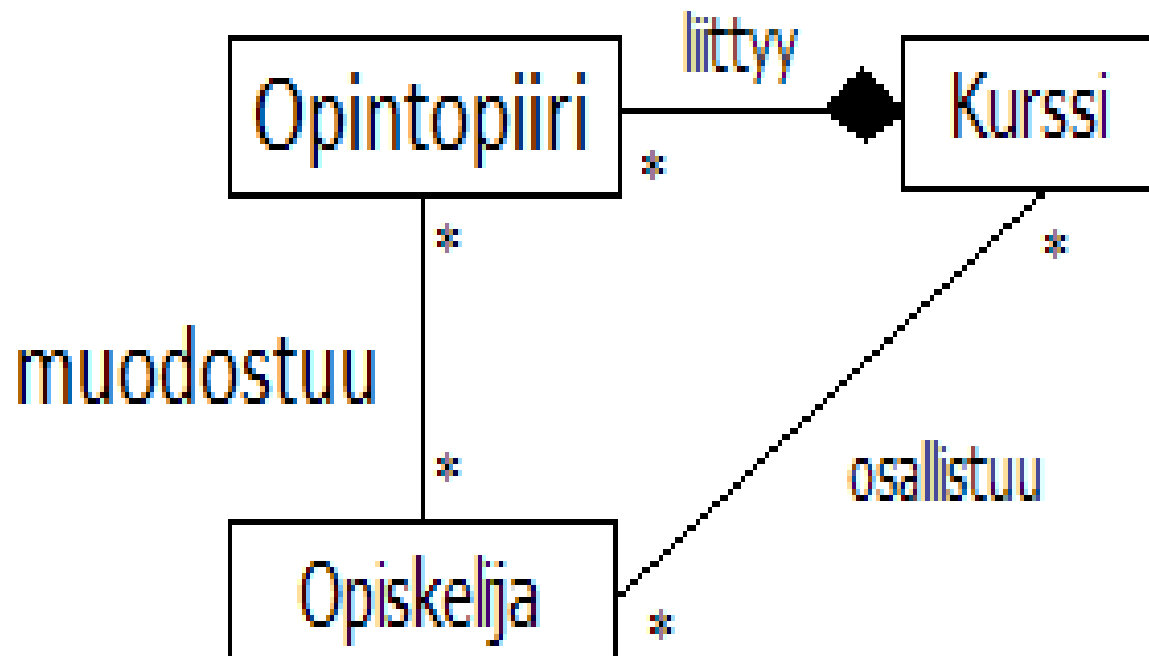 liittyy
Opintopiiri
Kurssi
*
*
*
muodostuu
*
osallistuu
Opiskelija
*